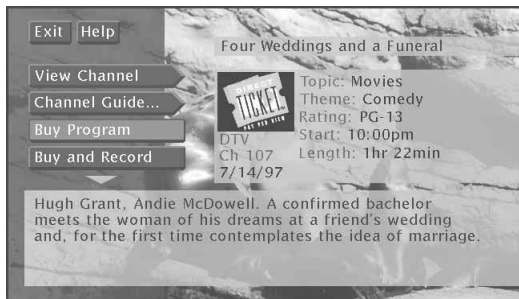 Exit Help
Four Weddings and a Funeral
View Channel
Channel Guide...
Buy Program
Buy and Record
DIRECT
TICKET
PAY PER VIEW
DTV
Ch 107
7/14/97
Topic: Movies
Theme: Comedy
Rating: PG-13
Start: 10:00pm
Length: 1hr 22min
Hugh Grant, Andie McDowell. A confirmed bachelor
meets the woman of his dreams at a friend's wedding
and, for the first time contemplates the idea of marriage.